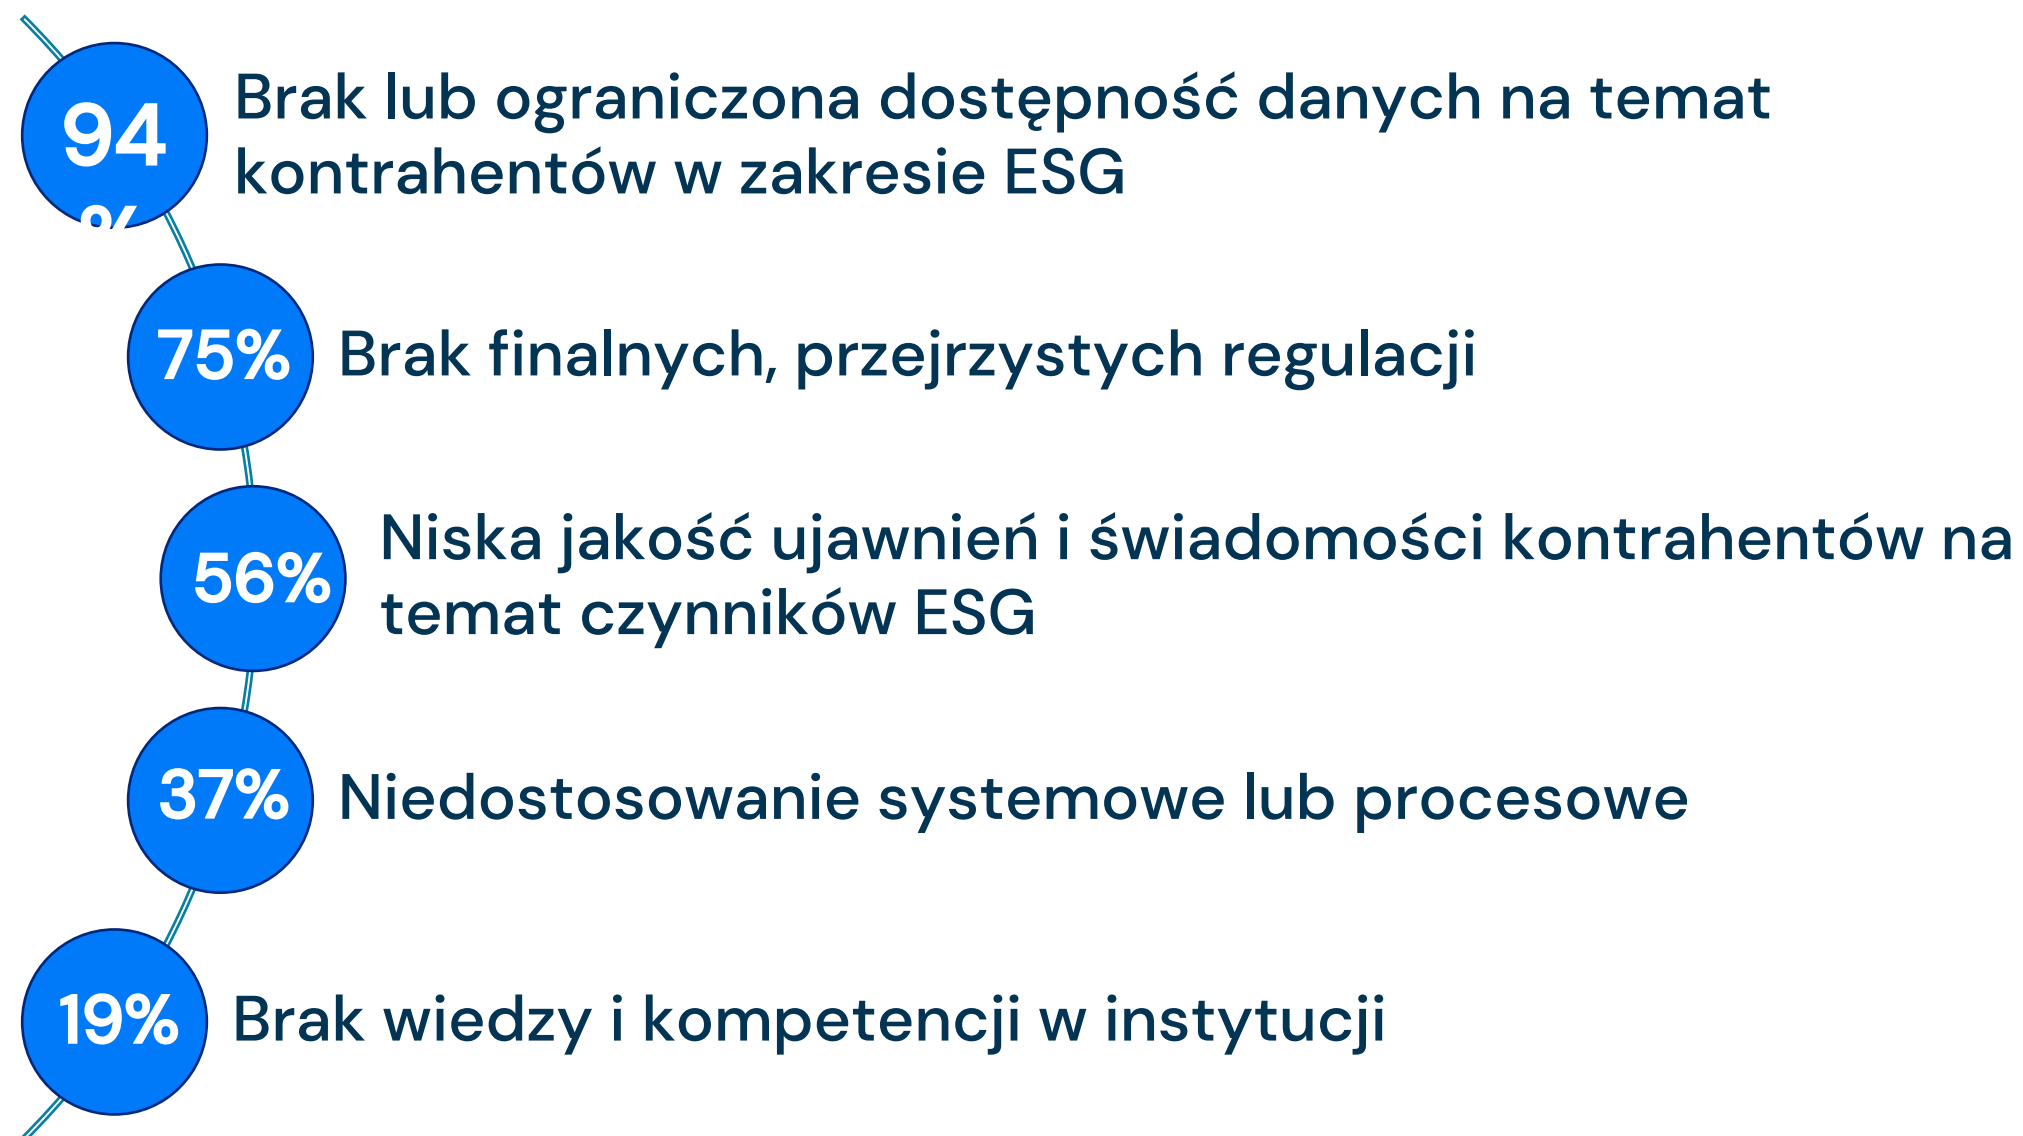 94
%
Brak lub ograniczona dostępność danych na temat
kontrahentów w zakresie ESG
75%
Brak finalnych, przejrzystych regulacji
56%
Niska jakość ujawnień i świadomości kontrahentów na
temat czynników ESG
37%
Niedostosowanie systemowe lub procesowe
19%
Brak wiedzy i kompetencji w instytucji